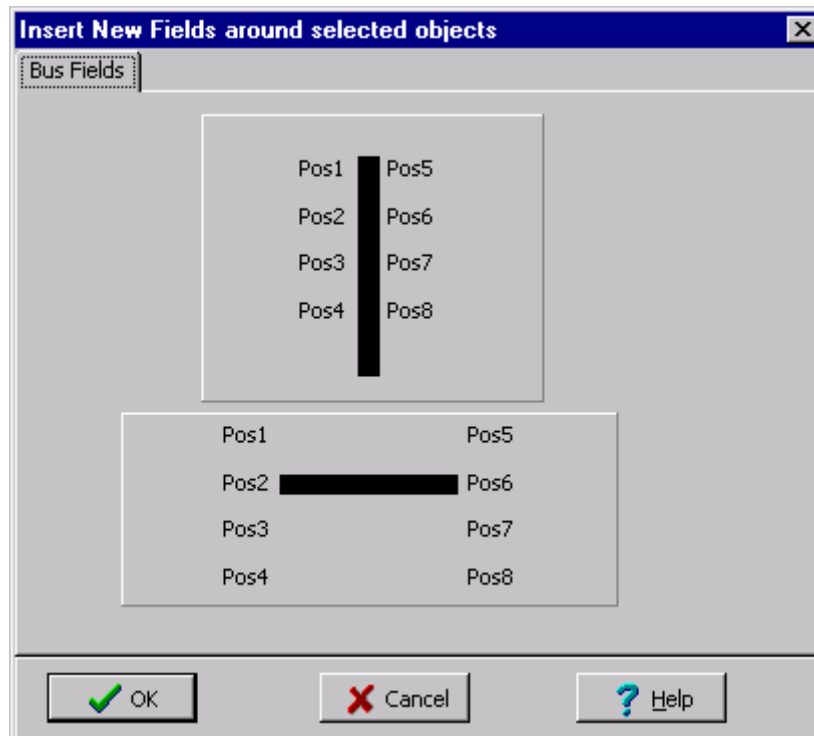 Insert New Fields around selected objects
Bus Fields
Pos1 Pos5
Pos2 Pos6
Pos3 Pos7
Pos4 Pos8
Pos1 Pos5
Pos2 Pos6
Pos3 Pos7
Pos4 Pos8
OK Cancel Help